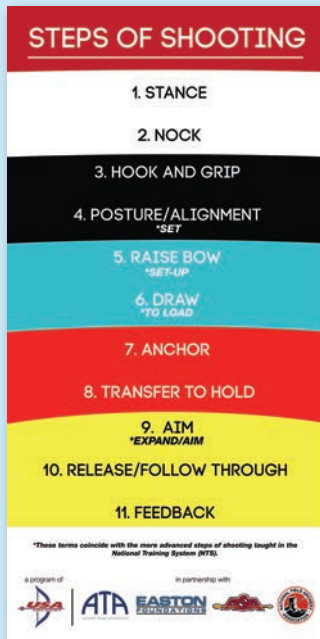 STEPS OF SHOOTING
1. STANCE
2. NOCK
3. HOOK AND GRIP
4. POSTURE/ALIGNMENT
*SET
5. RAISE BOW
*SET-UP
6. DRAW
*TO LOAD
7. ANCHOR
8. TRANSFER TO HOLD
9. AIM
*EXPAND/AIM
10. RELEASE/FOLLOW THROUGH
11. FEEDBACK
*These terms coincide with the more advanced steps of shooting taught in the
National Training System (NTS).
a program of
in partnership with
USA
ATA
EASTON
FOUNDATIONS